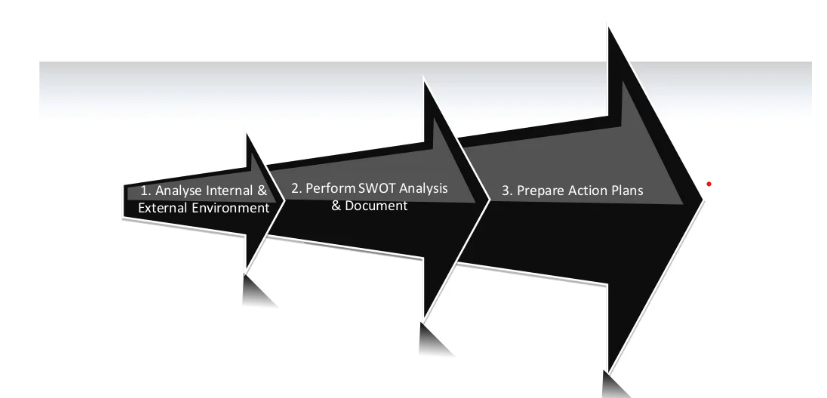 1. Analyse Internal &
External Environment
2. Perform SWOT Analysis
& Document
3. Prepare Action Plans